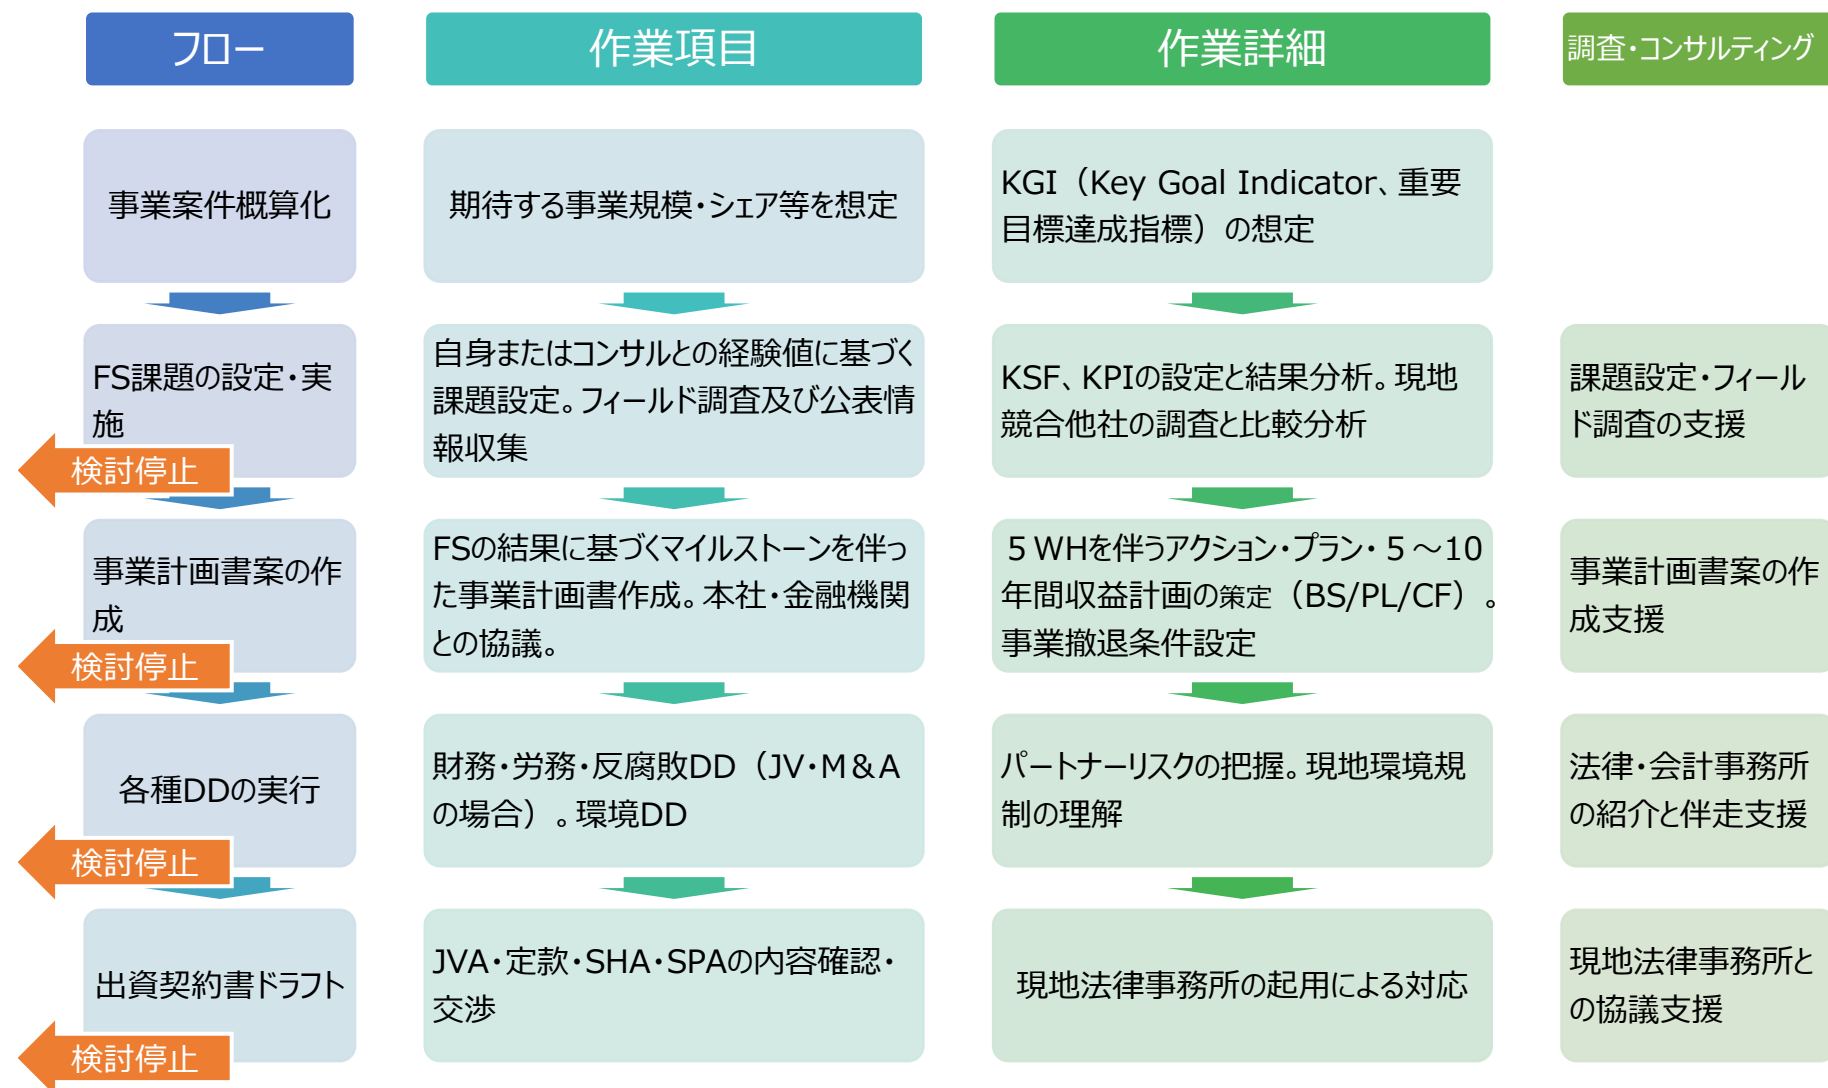 フロー
作業項目
作業詳細
調査・コンサルティング
事業案件概算化
期待する事業規模・シェア等を想定
KGI（Key Goal Indicator、重要
目標達成指標）の想定
FS課題の設定・実
施
検討停止
自身またはコンサルとの経験値に基づく
課題設定。フィールド調査及び公表情
報収集
KSF、KPIの設定と結果分析。現地
競合他社の調査と比較分析
課題設定・フィール
ド調査の支援
事業計画書案の作
成
検討停止
FSの結果に基づくマイルストーンを伴っ
た事業計画書作成。本社・金融機関
との協議。
５WHを伴うアクション・プラン・５～10
年間収益計画の策定（BS/PL/CF）。
事業撤退条件設定
事業計画書案の作
成支援
各種DDの実行
検討停止
財務・労務・反腐敗DD（JV・M＆A
の場合）。環境DD
パートナーリスクの把握。現地環境規
制の理解
法律・会計事務所
の紹介と伴走支援
出資契約書ドラフト
検討停止
JVA・定款・SHA・SPAの内容確認・
交渉
現地法律事務所の起用による対応
現地法律事務所と
の協議支援